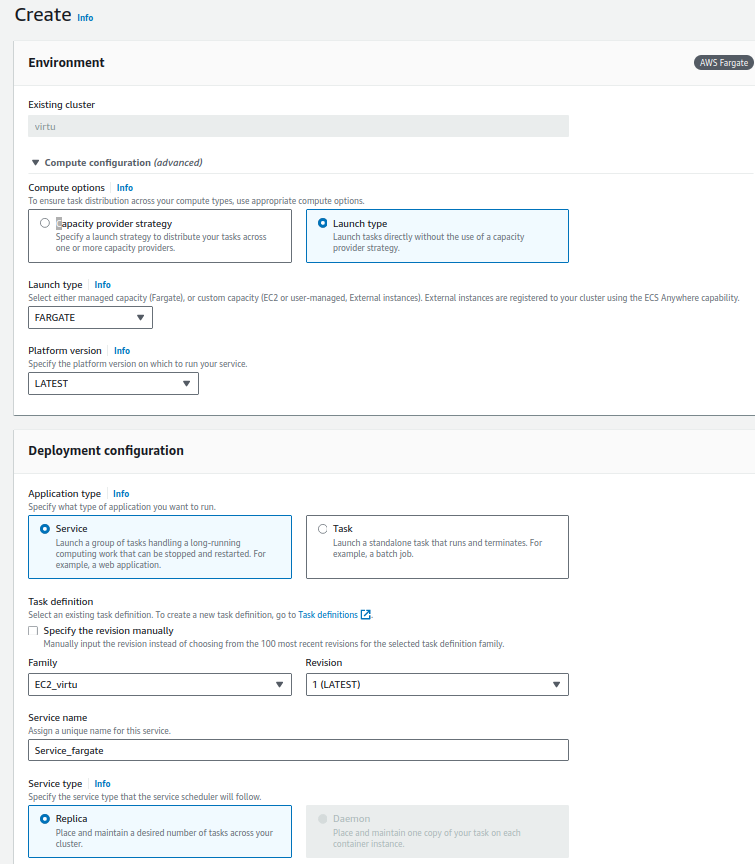 Create Info
Environment
AWS Fargate
Existing cluster
virtu
Compute configuration (advanced)
Compute options Info
To ensure task distribution across your compute types, use appropriate compute options.
Capacity provider strategy
Specify a launch strategy to distribute your tasks across
one or more capacity providers.
Launch type
Launch tasks directly without the use of a capacity
provider strategy.
Launch type Info
Select either managed capacity (Fargate), or custom capacity (EC2 or user-managed, External instances). External instances are registered to your cluster using the ECS Anywhere capability.
FARGATE
Platform version Info
Specify the platform version on which to run your service.
LATEST
Deployment configuration
Application type Info
Specify what type of application you want to run.
Service
Launch a group of tasks handling a long-running
computing work that can be stopped and restarted. For
example, a web application.
Task
Launch a standalone task that runs and terminates. For
example, a batch job.
Task definition
Select an existing task definition. To create a new task definition, go to Task definitions.
Specify the revision manually
Manually input the revision instead of choosing from the 100 most recent revisions for the selected task definition family.
Family
EC2_virtu
Revision
1 (LATEST)
Service name
Assign a unique name for this service.
Service_fargate
Service type Info
Specify the service type that the service scheduler will follow.
Replica
Place and maintain a desired number of tasks across your
cluster.
Daemon
Place and maintain one copy of your task on each
container instance.